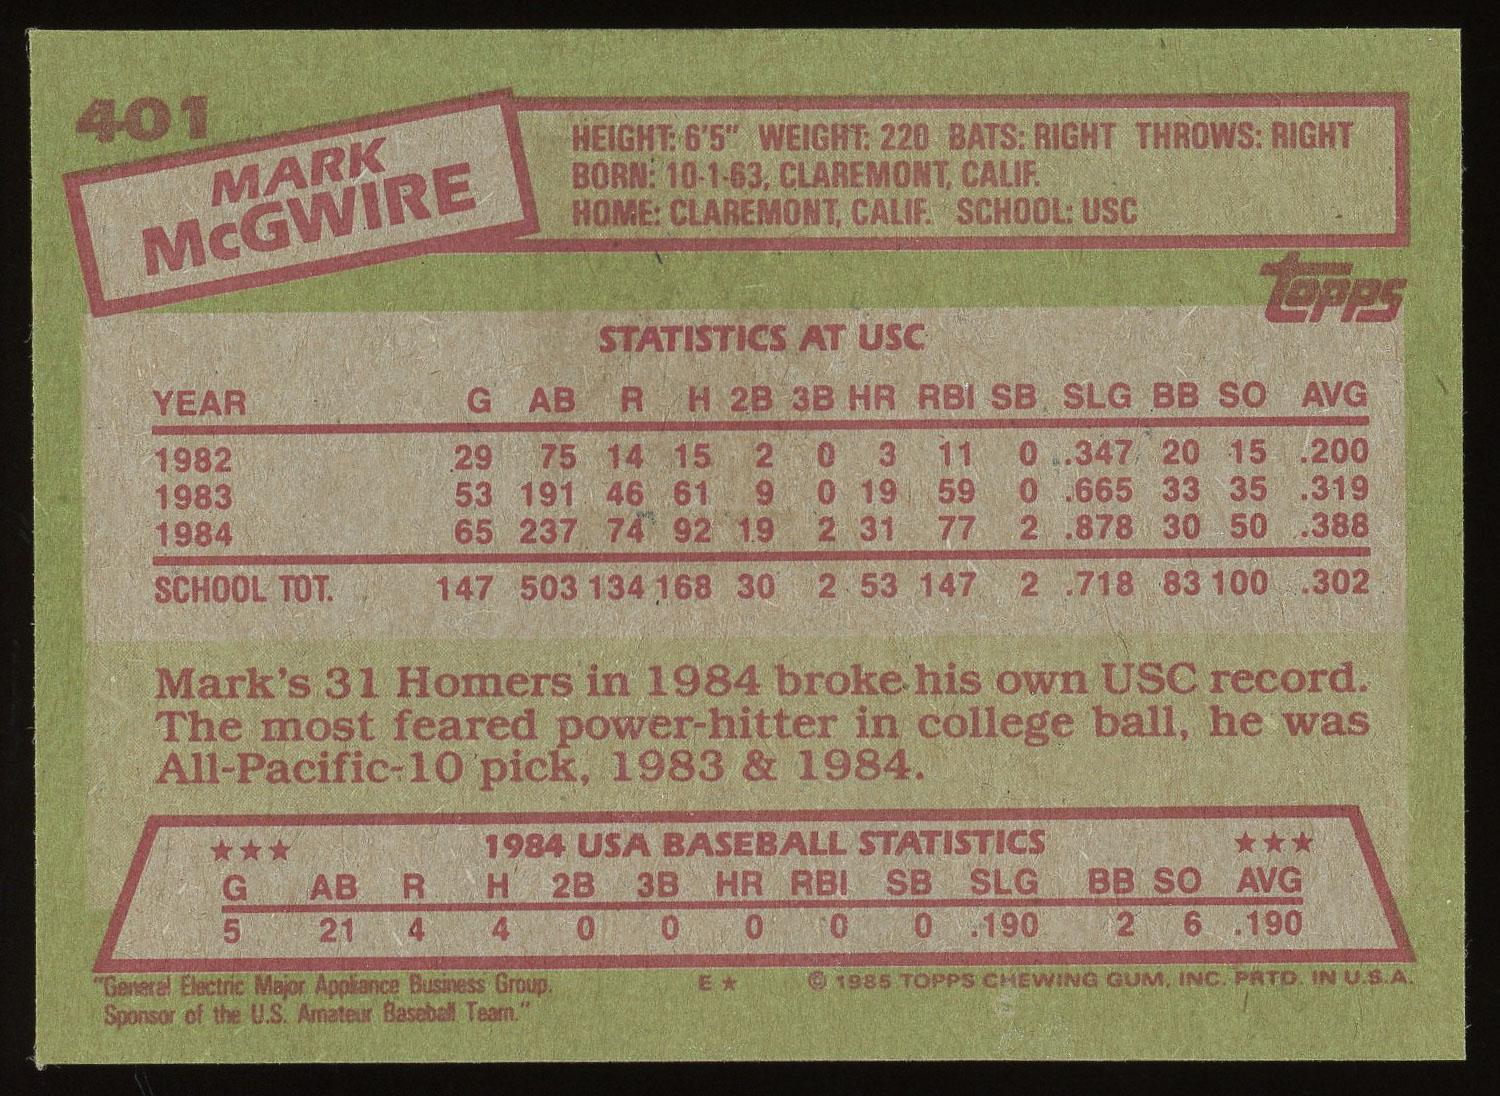 401
MARK
McGWIRE
HEIGHT: 6'5" WEIGHT: 220 BATS: RIGHT THROWS: RIGHT
BORN: 10-1-63, CLAREMONT, CALIF.
HOME: CLAREMONT, CALIF. SCHOOL: USC
topps
STATISTICS AT USC
YEAR G AB R H 2B 3B HR RBI SB SLG BB SO AVG
1982 29 75 14 15 2 0 3 11 0 .347 20 15 .200
1983 53 191 46 61 9 0 19 59 0 .665 33 35 .319
1984 65 237 74 92 19 2 31 77 2 .878 30 50 .388
SCHOOL TOT. 147 503 134 168 30 2 53 147 2 .718 83 100 .302
Mark's 31 Homers in 1984 broke his own USC record.
The most feared power-hitter in college ball, he was
All-Pacific-10 pick, 1983 & 1984.
★★★ 1984 USA BASEBALL STATISTICS ★★★
G AB R H 2B 3B HR RBI SB SLG BB SO AVG
5 21 4 4 0 0 0 0 0 .190 2 6 .190
"General Electric Major Appliance Business Group.
Sponsor of the U.S. Amateur Baseball Team."
E ★ © 1985 TOPPS CHEWING GUM, INC. PRTD. IN U.S.A.